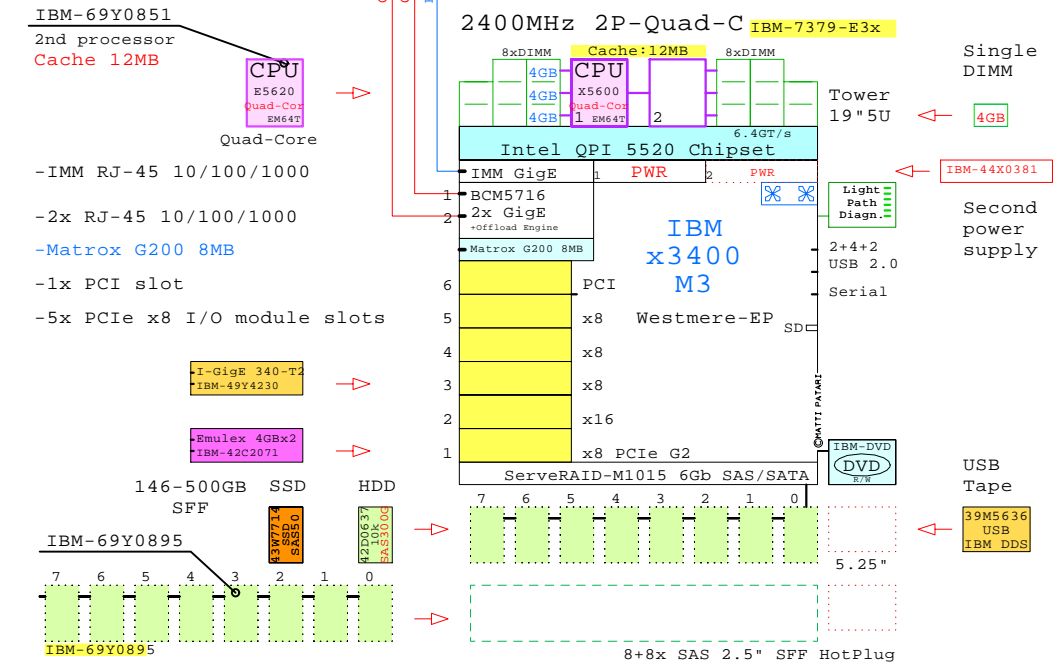 IBM-69Y0851
2nd processor
Cache 12MB
CPU
E5620
Quad-Cor
EM64T
Quad-Core
-IMM RJ-45 10/100/1000
-2x RJ-45 10/100/1000
-Matrox G200 8MB
-1x PCI slot
-5x PCIe x8 I/O module slots
I-GigE 340-T2
IBM-49Y4230
Emulex 4GBx2
IBM-42C2071
146-500GB
SFF
SSD
HDD
43W7714
SSD
SAS50
42D0637
10k
SAS300G
IBM-69Y0895
7 6 5 4 3 2 1 0
IBM-69Y0895
2400MHz 2P-Quad-C
IBM-7379-E3x
8xDIMM
Cache:12MB
8xDIMM
4GB
4GB
4GB
CPU
X5600
Quad-Cor
1 EM64T
2
6.4GT/s
Intel QPI 5520 Chipset
IMM GigE
1 PWR
2 PWR
1 BCM5716
2 2x GigE
+Offload Engine
Matrox G200 8MB
IBM
x3400
M3
Westmere-EP
6 PCI
5 x8
4 x8
3 x8
2 x16
1 x8 PCIe G2
SD
©MATTI PATARI
ServeRAID-M1015 6Gb SAS/SATA
7 6 5 4 3 2 1 0
5.25"
8+8x SAS 2.5" SFF HotPlug
Single
DIMM
Tower
19"5U
4GB
IBM-44X0381
Light
Path
Diagn.
Second
power
supply
2+4+2
USB 2.0
Serial
IBM-DVD
DVD
R/W
USB
Tape
39M5636
USB
IBM DDS